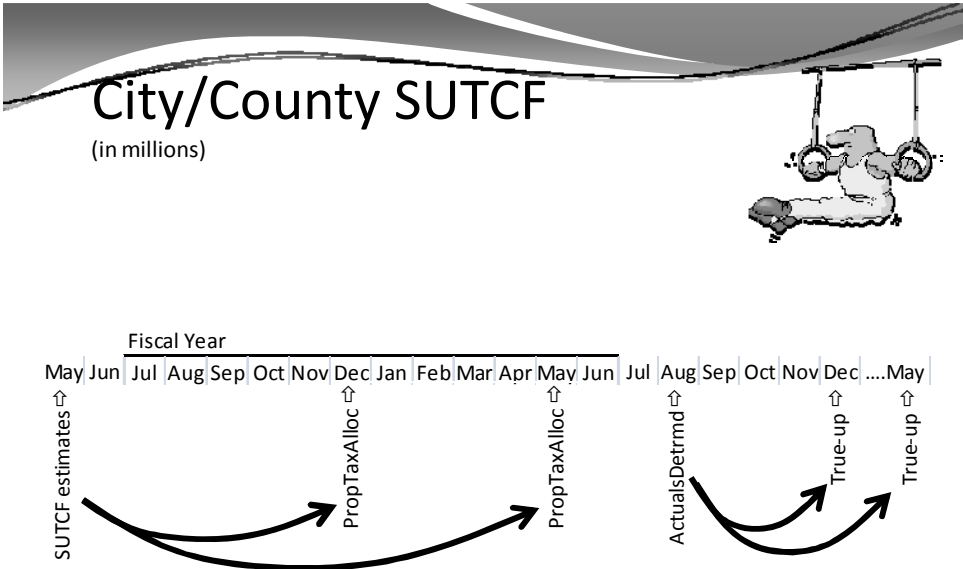 City/County SUTCF
(in millions)
Fiscal Year
May Jun Jul Aug Sep Oct Nov Dec Jan Feb Mar Apr May Jun Jul Aug Sep Oct Nov Dec ....May
SUTCF estimates
PropTaxAlloc
PropTaxAlloc
ActualsDetrmd
True-up
True-up